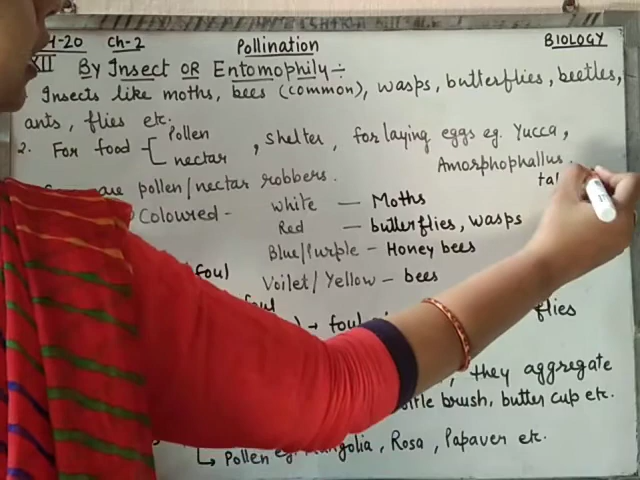 -20 Ch-2 Pollination BIOLOGY
XII By Insect OR Entomophily÷
Insects like moths, bees (common), wasps, butterflies, beetles,
ants, flies etc.
2. For food { Pollen
nectar , shelter, for laying eggs eg. Yucca,
Amorphophallus.
tal
are pollen/nectar robbers.
Coloured - white — Moths
Red — butterflies, wasps
Blue/Purple - Honey bees
foul Voilet/Yellow - bees
foul
→ foul flies
, they aggregate
brush, butter cup etc.
↳ Pollen eg. , Rosa, Papaver etc.